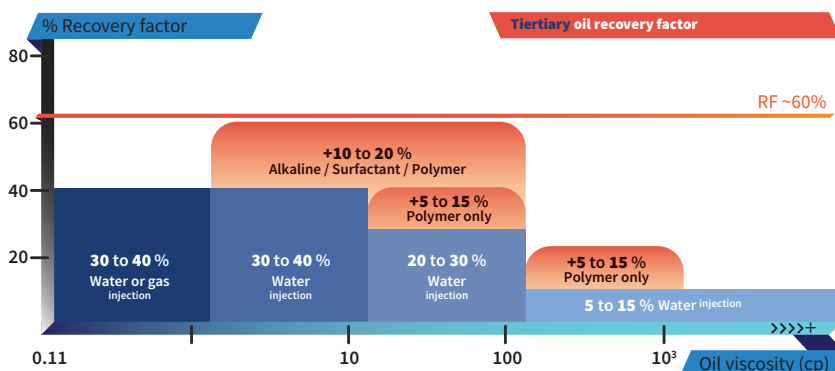 % Recovery factor
Tiertiary oil recovery factor
80
RF ~60%
60
+10 to 20 %
Alkaline / Surfactant / Polymer
40
+5 to 15 %
Polymer only
30 to 40 %
Water or gas
injection
30 to 40 %
Water
injection
20 to 30 %
Water
injection
+5 to 15 %
Polymer only
20
5 to 15 % Water injection
>>>>+
0.11
10
100
10³
Oil viscosity (cp)